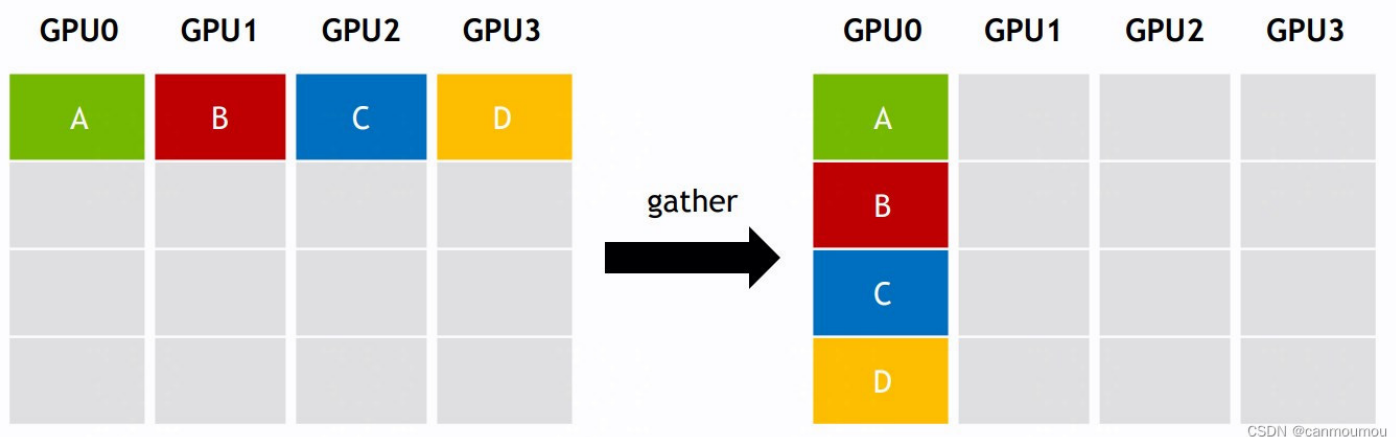 GPU0 GPU1 GPU2 GPU3 GPU0 GPU1 GPU2 GPU3
A B C D A
B
gather
C
D
CSDN @canmoumou